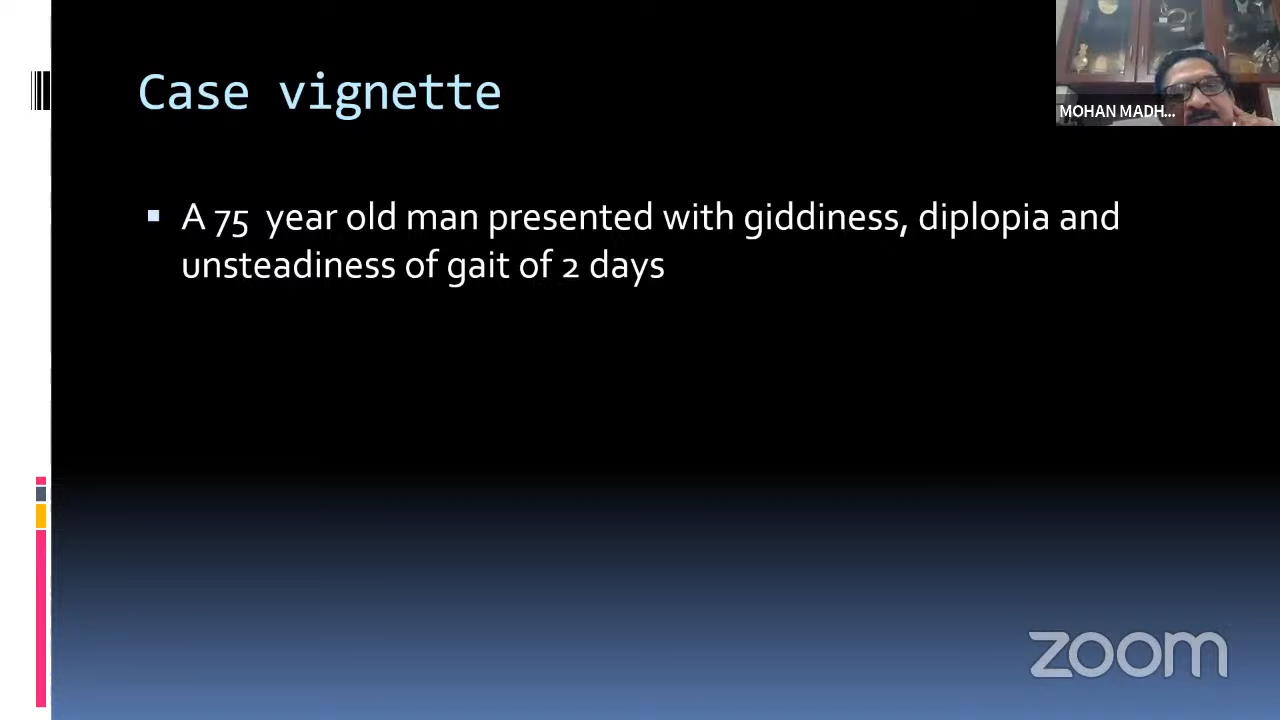 Case vignette
MOHAN MADH...
A 75 year old man presented with giddiness, diplopia and
unsteadiness of gait of 2 days
zoom